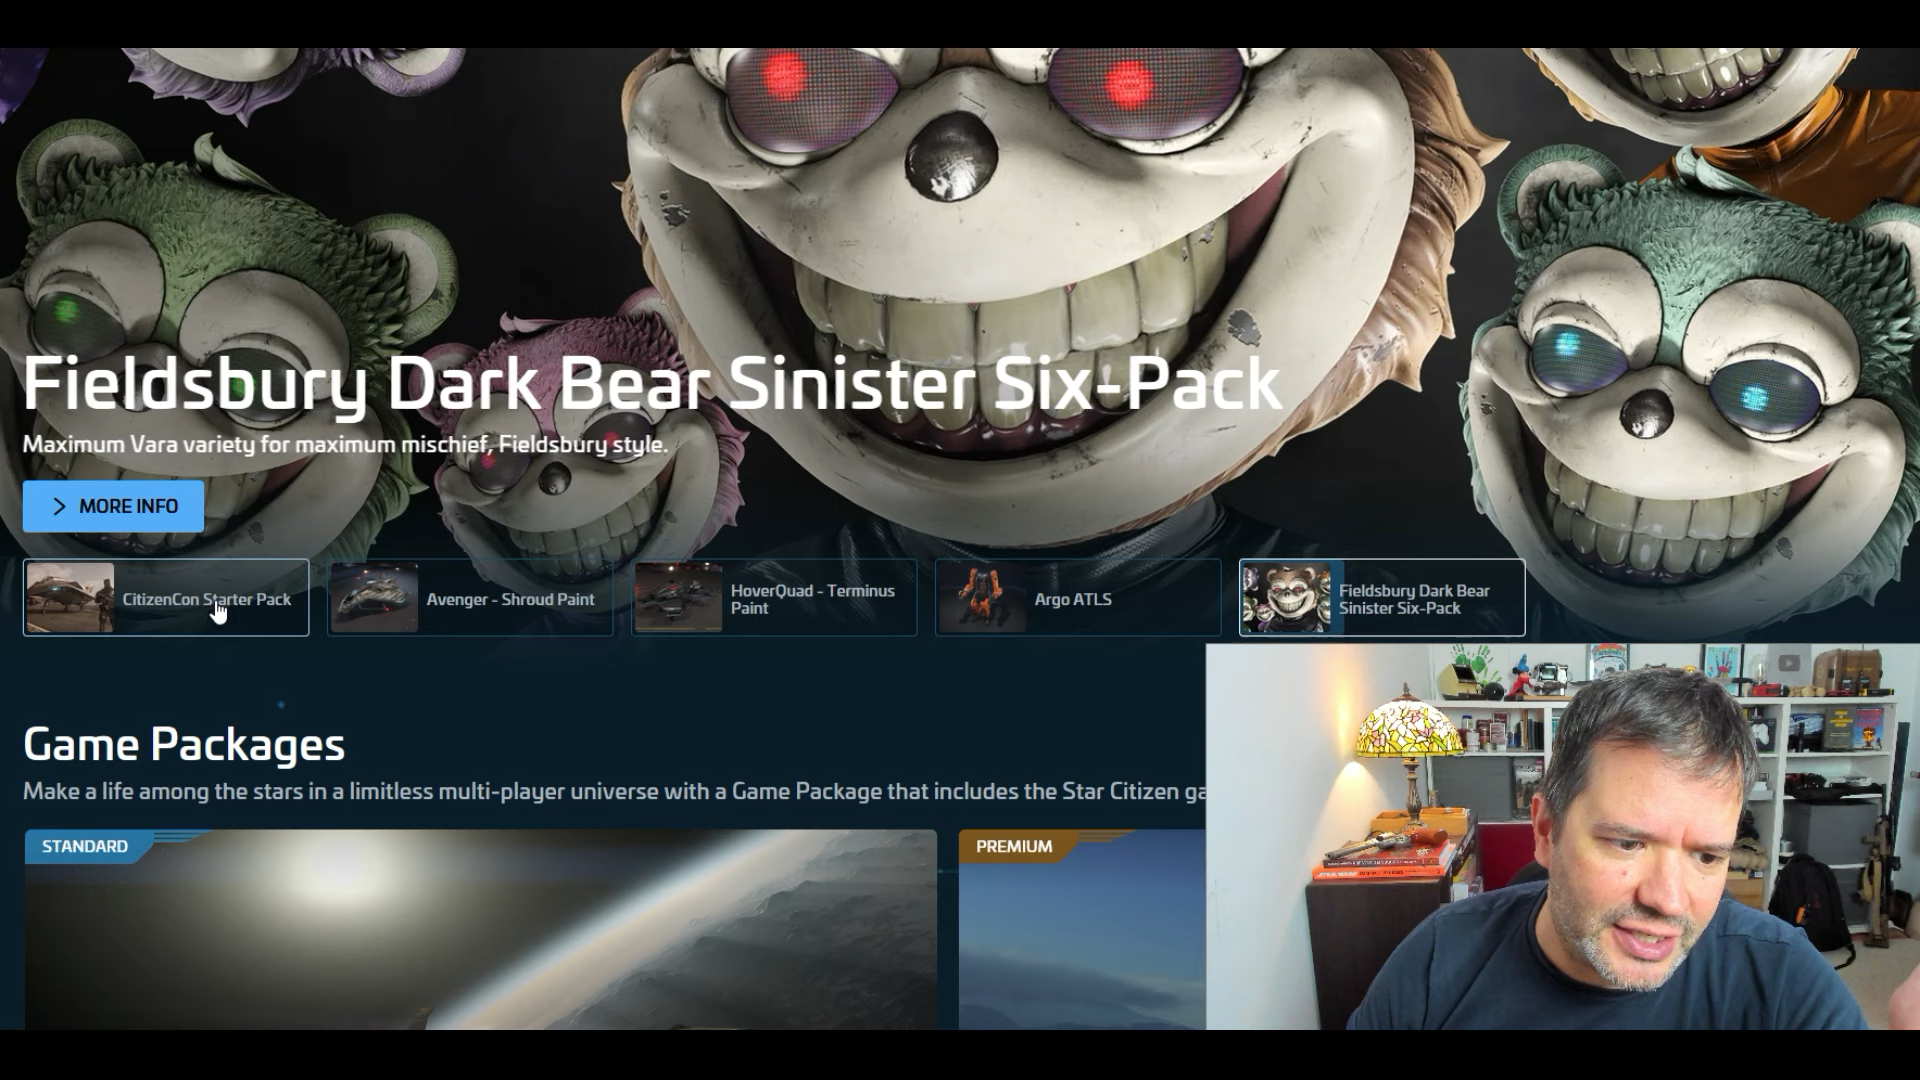 Fieldsbury Dark Bear Sinister Six-Pack
Maximum Vara variety for maximum mischief, Fieldsbury style.
MORE INFO
CitizenCon Starter Pack
Avenger - Shroud Paint
HoverQuad - Terminus
Paint
Argo ATLS
Fieldsbury Dark Bear
Sinister Six-Pack
Game Packages
Make a life among the stars in a limitless multi-player universe with a Game Package that includes the Star Citizen ga
STANDARD
PREMIUM